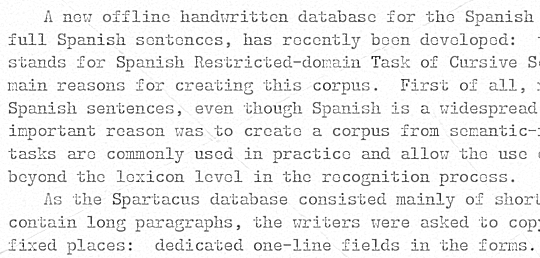 A new offline handwritten database for the Spanish
full Spanish sentences, has recently been developed:
stands for Spanish Restricted-domain Task of Cursive
main reasons for creating this corpus. First of all,
Spanish sentences, even though Spanish is a widespread
important reason was to create a corpus from semantic-
tasks are commonly used in practice and allow the use
beyond the lexicon level in the recognition process.
As the Spartacus database consisted mainly of short
contain long paragraphs, the writers were asked to copy
fixed places: dedicated one-line fields in the forms.